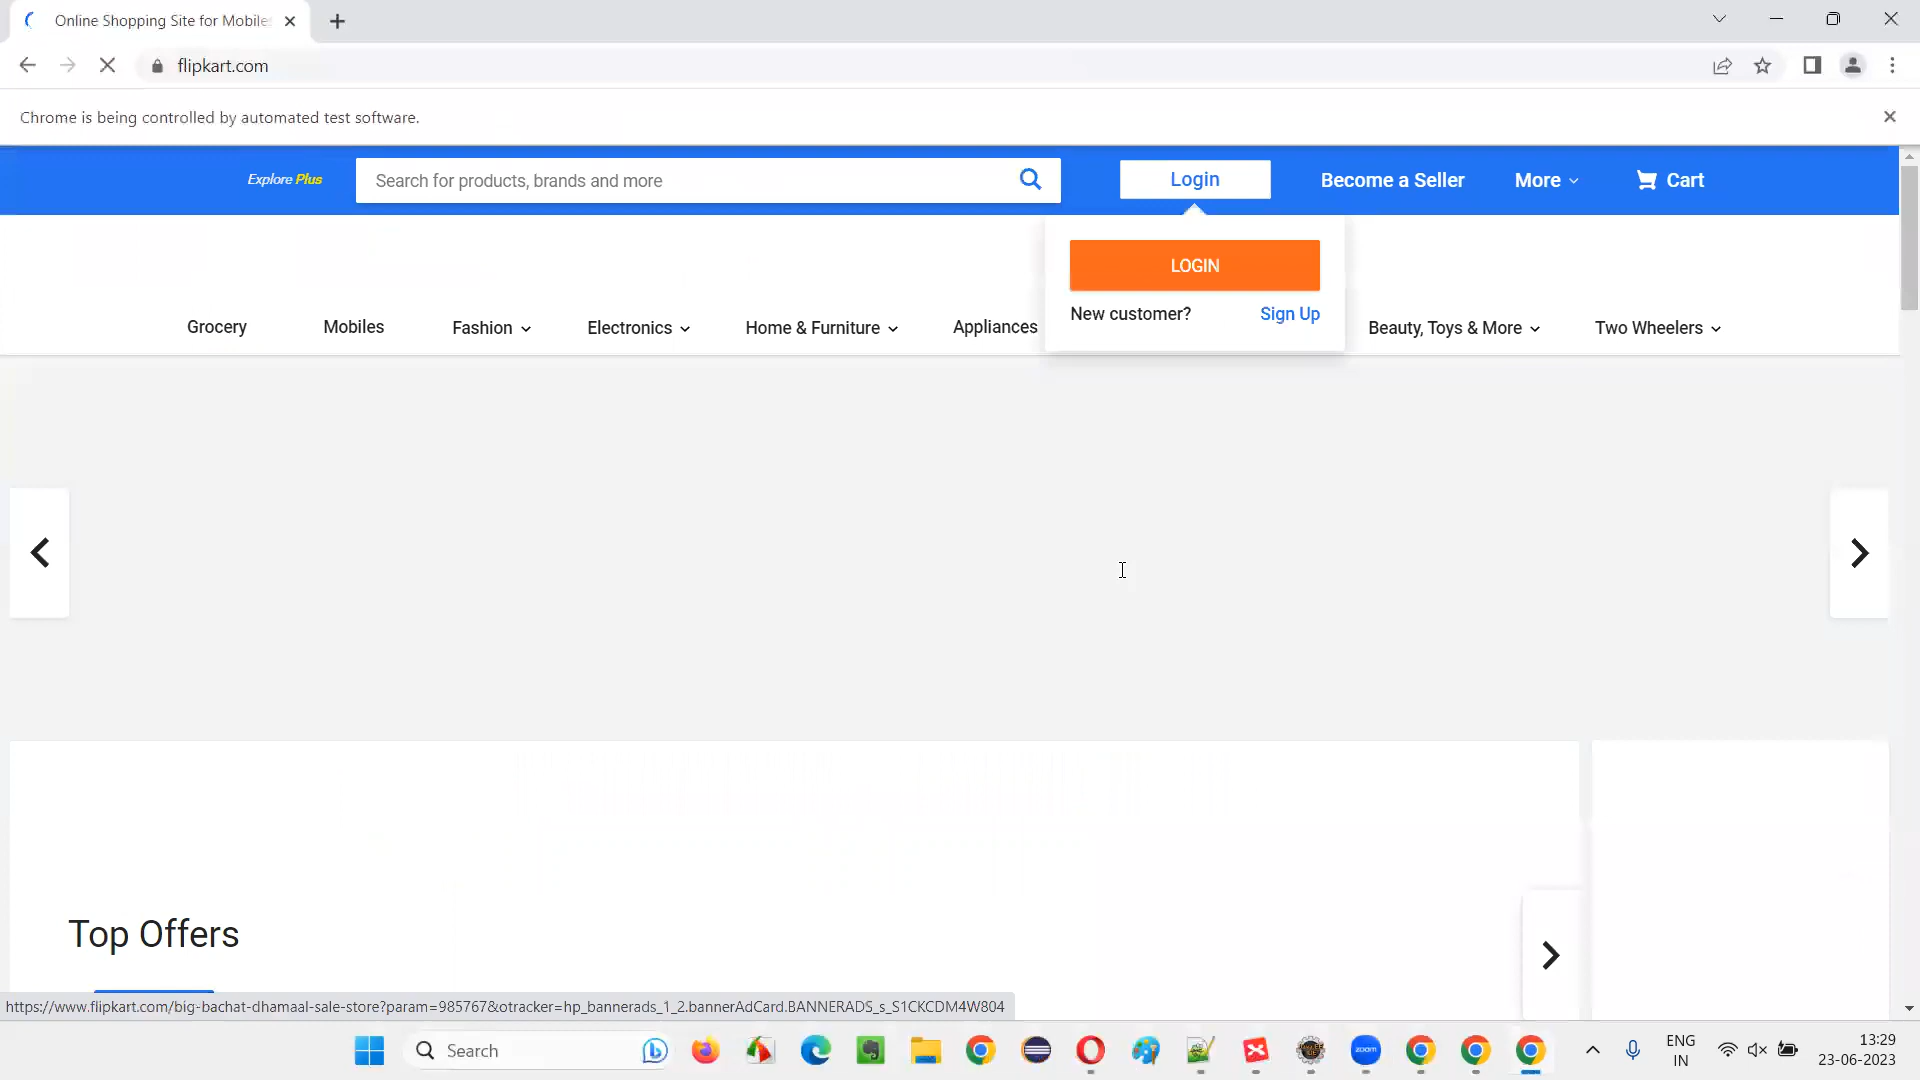 Online Shopping Site for Mobile
flipkart.com
Chrome is being controlled by automated test software.
Explore Plus
Search for products, brands and more
Login
Become a Seller
More
Cart
LOGIN
New customer? Sign Up
Grocery
Mobiles
Fashion
Electronics
Home & Furniture
Appliances
Beauty, Toys & More
Two Wheelers
Top Offers
https://www.flipkart.com/big-bachat-dhamaal-sale-store?param=985767&otracker=hp_bannerads_1_2.bannerAdCard.BANNERADS_s_S1CKCDM4W804
Search
zoom
ENG
IN
13:29
23-06-2023